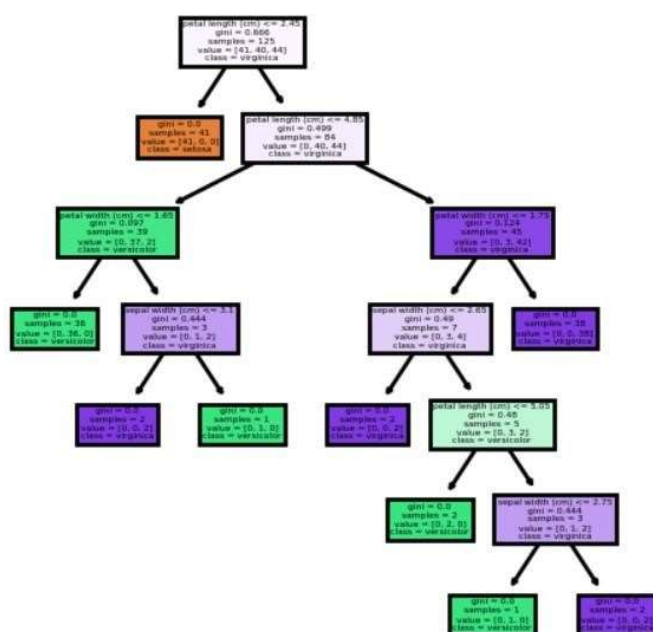 petal length (cm) <= 2.45
gini = 0.666
samples = 125
value = [41, 40, 44]
class = virginica
gini = 0.0
samples = 41
value = [41, 0, 0]
class = setosa
petal length (cm) <= 4.85
gini = 0.499
samples = 84
value = [0, 40, 44]
class = virginica
petal width (cm) <= 1.65
gini = 0.097
samples = 39
value = [0, 37, 2]
class = versicolor
petal width (cm) <= 1.75
gini = 0.124
samples = 45
value = [0, 3, 42]
class = virginica
gini = 0.0
samples = 36
value = [0, 36, 0]
class = versicolor
sepal width (cm) <= 3.1
gini = 0.444
samples = 3
value = [0, 1, 2]
class = virginica
sepal width (cm) <= 2.65
gini = 0.49
samples = 7
value = [0, 3, 4]
class = virginica
gini = 0.0
samples = 38
value = [0, 0, 38]
class = virginica
gini = 0.0
samples = 2
value = [0, 0, 2]
class = virginica
gini = 0.0
samples = 1
value = [0, 1, 0]
class = versicolor
gini = 0.0
samples = 2
value = [0, 0, 2]
class = virginica
petal length (cm) <= 5.05
gini = 0.48
samples = 5
value = [0, 3, 2]
class = versicolor
gini = 0.0
samples = 2
value = [0, 2, 0]
class = versicolor
sepal width (cm) <= 2.75
gini = 0.444
samples = 3
value = [0, 1, 2]
class = virginica
gini = 0.0
samples = 1
value = [0, 1, 0]
class = versicolor
gini = 0.0
samples = 2
value = [0, 0, 2]
class = virginica